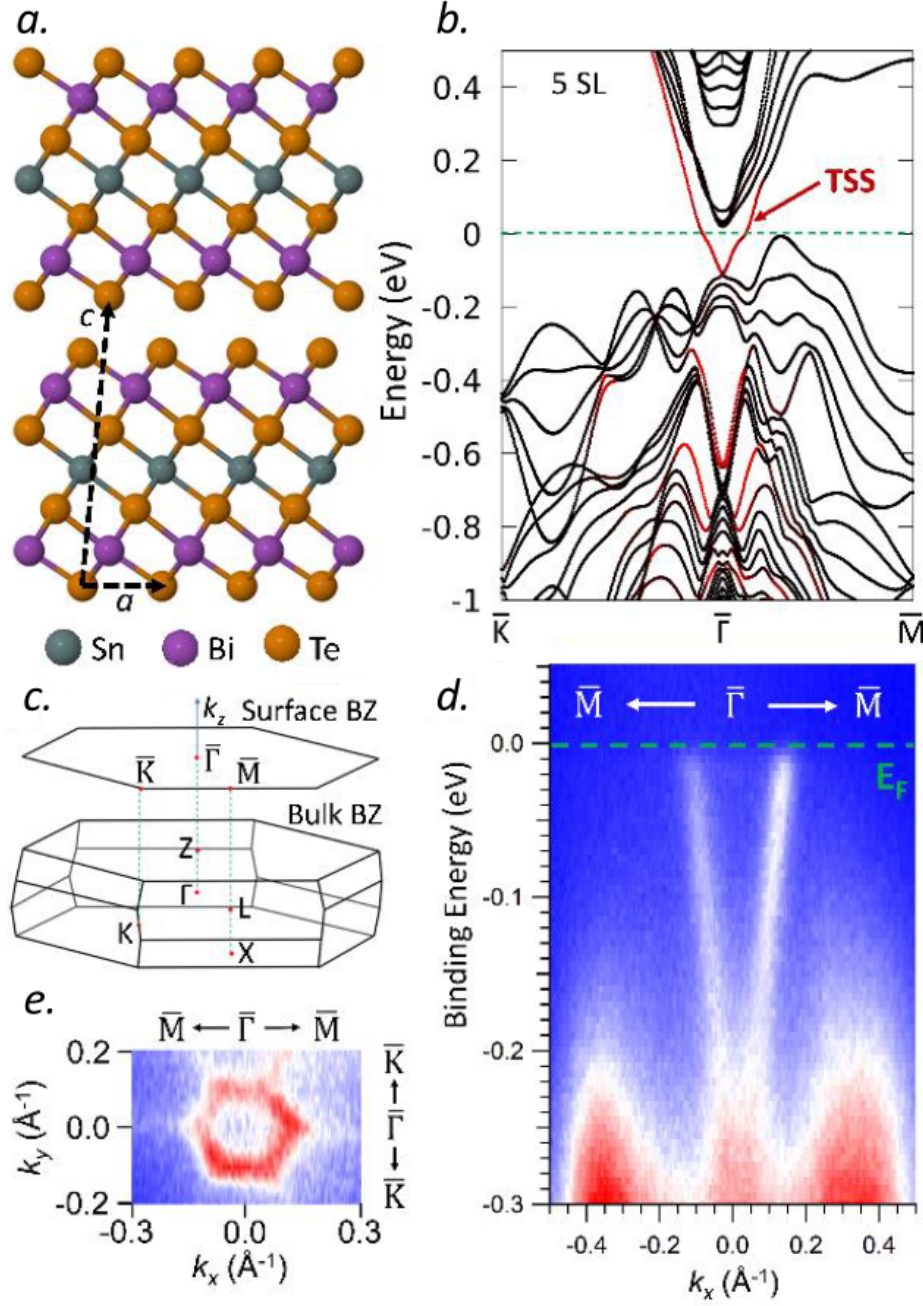 a.
c
a
Sn Bi Te
b.
5 SL
TSS
Energy (eV)
0.4
0.2
0
-0.2
-0.4
-0.6
-0.8
-1
K̅ Γ̅ M̅
c.
k_z Surface BZ
Γ̅
K̅ M̅
Bulk BZ
Z
Γ
L
K
X
d.
M̅ Γ̅ M̅
E_F
Binding Energy (eV)
0.0
-0.1
-0.2
-0.3
-0.4 -0.2 0.0 0.2 0.4
k_x (Å⁻¹)
e.
M̅ ← Γ̅ → M̅
k_y (Å⁻¹)
0.2
0.0
-0.2
K̅
↑
Γ̅
↓
K̅
-0.3 0.0 0.3
k_x (Å⁻¹)